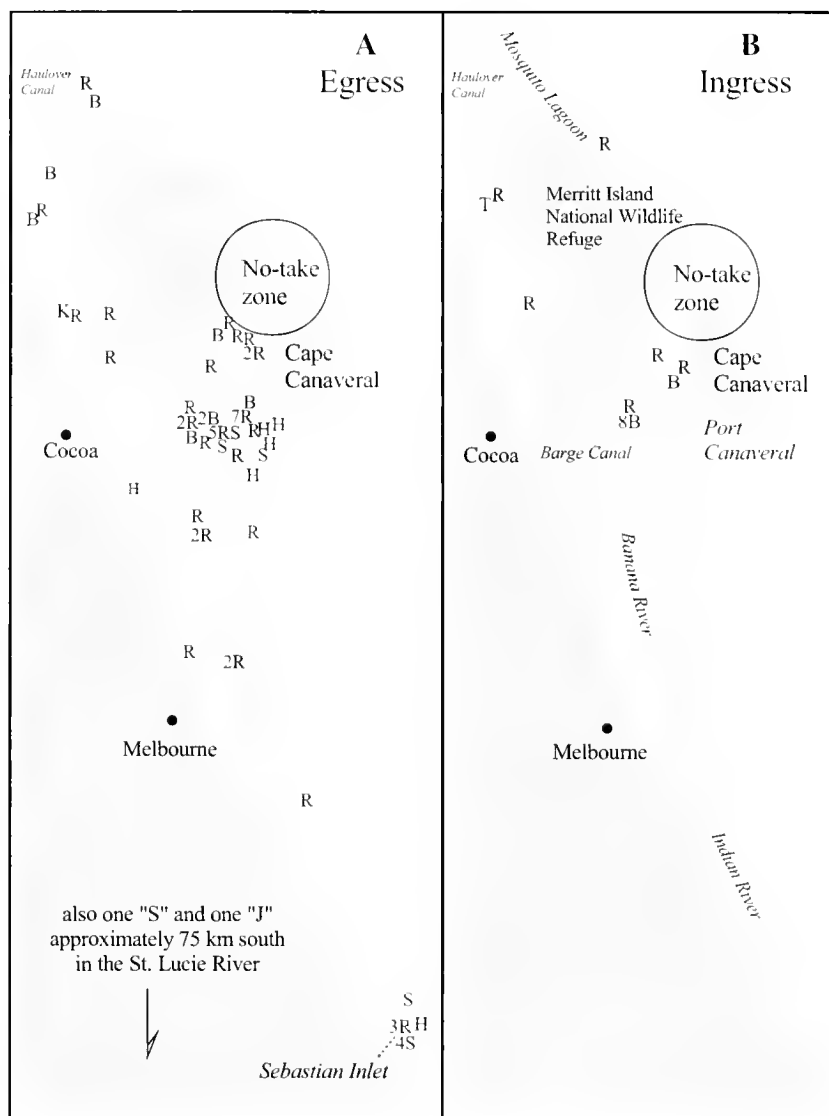 A
Egress
Haulover
Canal
R
B
B
R
B
No-take
zone
K R
R
R
B
R R
2R
R
R
Cape
Canaveral
R
B
2R
2B
7R
H
5R S
R H
B
R
S
R
H
S
Cocoa
H
H
R
2R
R
R
2R
Melbourne
R
also one "S" and one "J"
approximately 75 km south
in the St. Lucie River
S
3R H
4S
Sebastian Inlet
B
Ingress
Haulover
Canal
Mosquito Lagoon
R
T R
Merritt Island
National Wildlife
Refuge
No-take
zone
R
R
R
B
Cape
Canaveral
R
8B
Port
Canaveral
Cocoa
Barge Canal
Banana River
Melbourne
Indian River